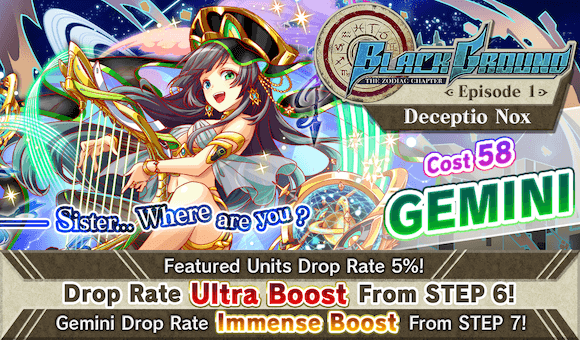 BLACK GROUND
THE ZODIAC CHAPTER
Episode 1
Deceptio Nox
Cost 58
GEMINI
Sister... Where are you?
Featured Units Drop Rate 5%!
Drop Rate Ultra Boost From STEP 6!
Gemini Drop Rate Immense Boost From STEP 7!